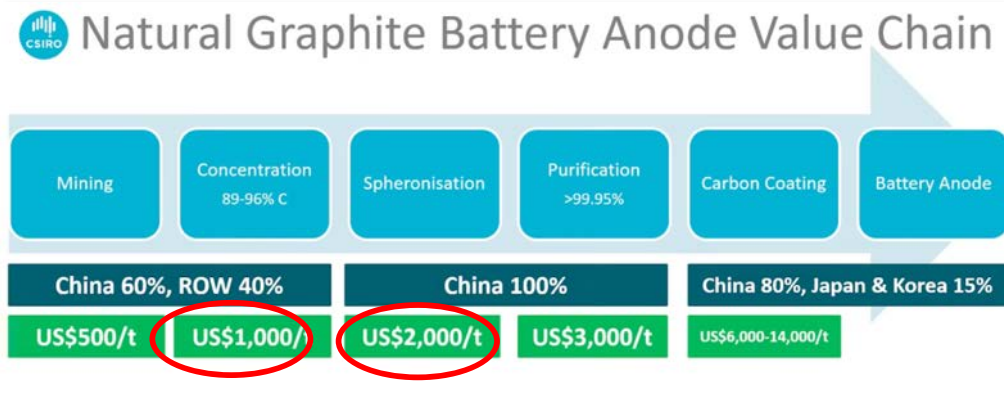 CSIRO
Natural Graphite Battery Anode Value Chain
Mining
Concentration
89-96% C
Spheronisation
Purification
>99.95%
Carbon Coating
Battery Anode
China 60%, ROW 40%
China 100%
China 80%, Japan & Korea 15%
US$500/t
US$1,000/t
US$2,000/t
US$3,000/t
US$6,000-14,000/t